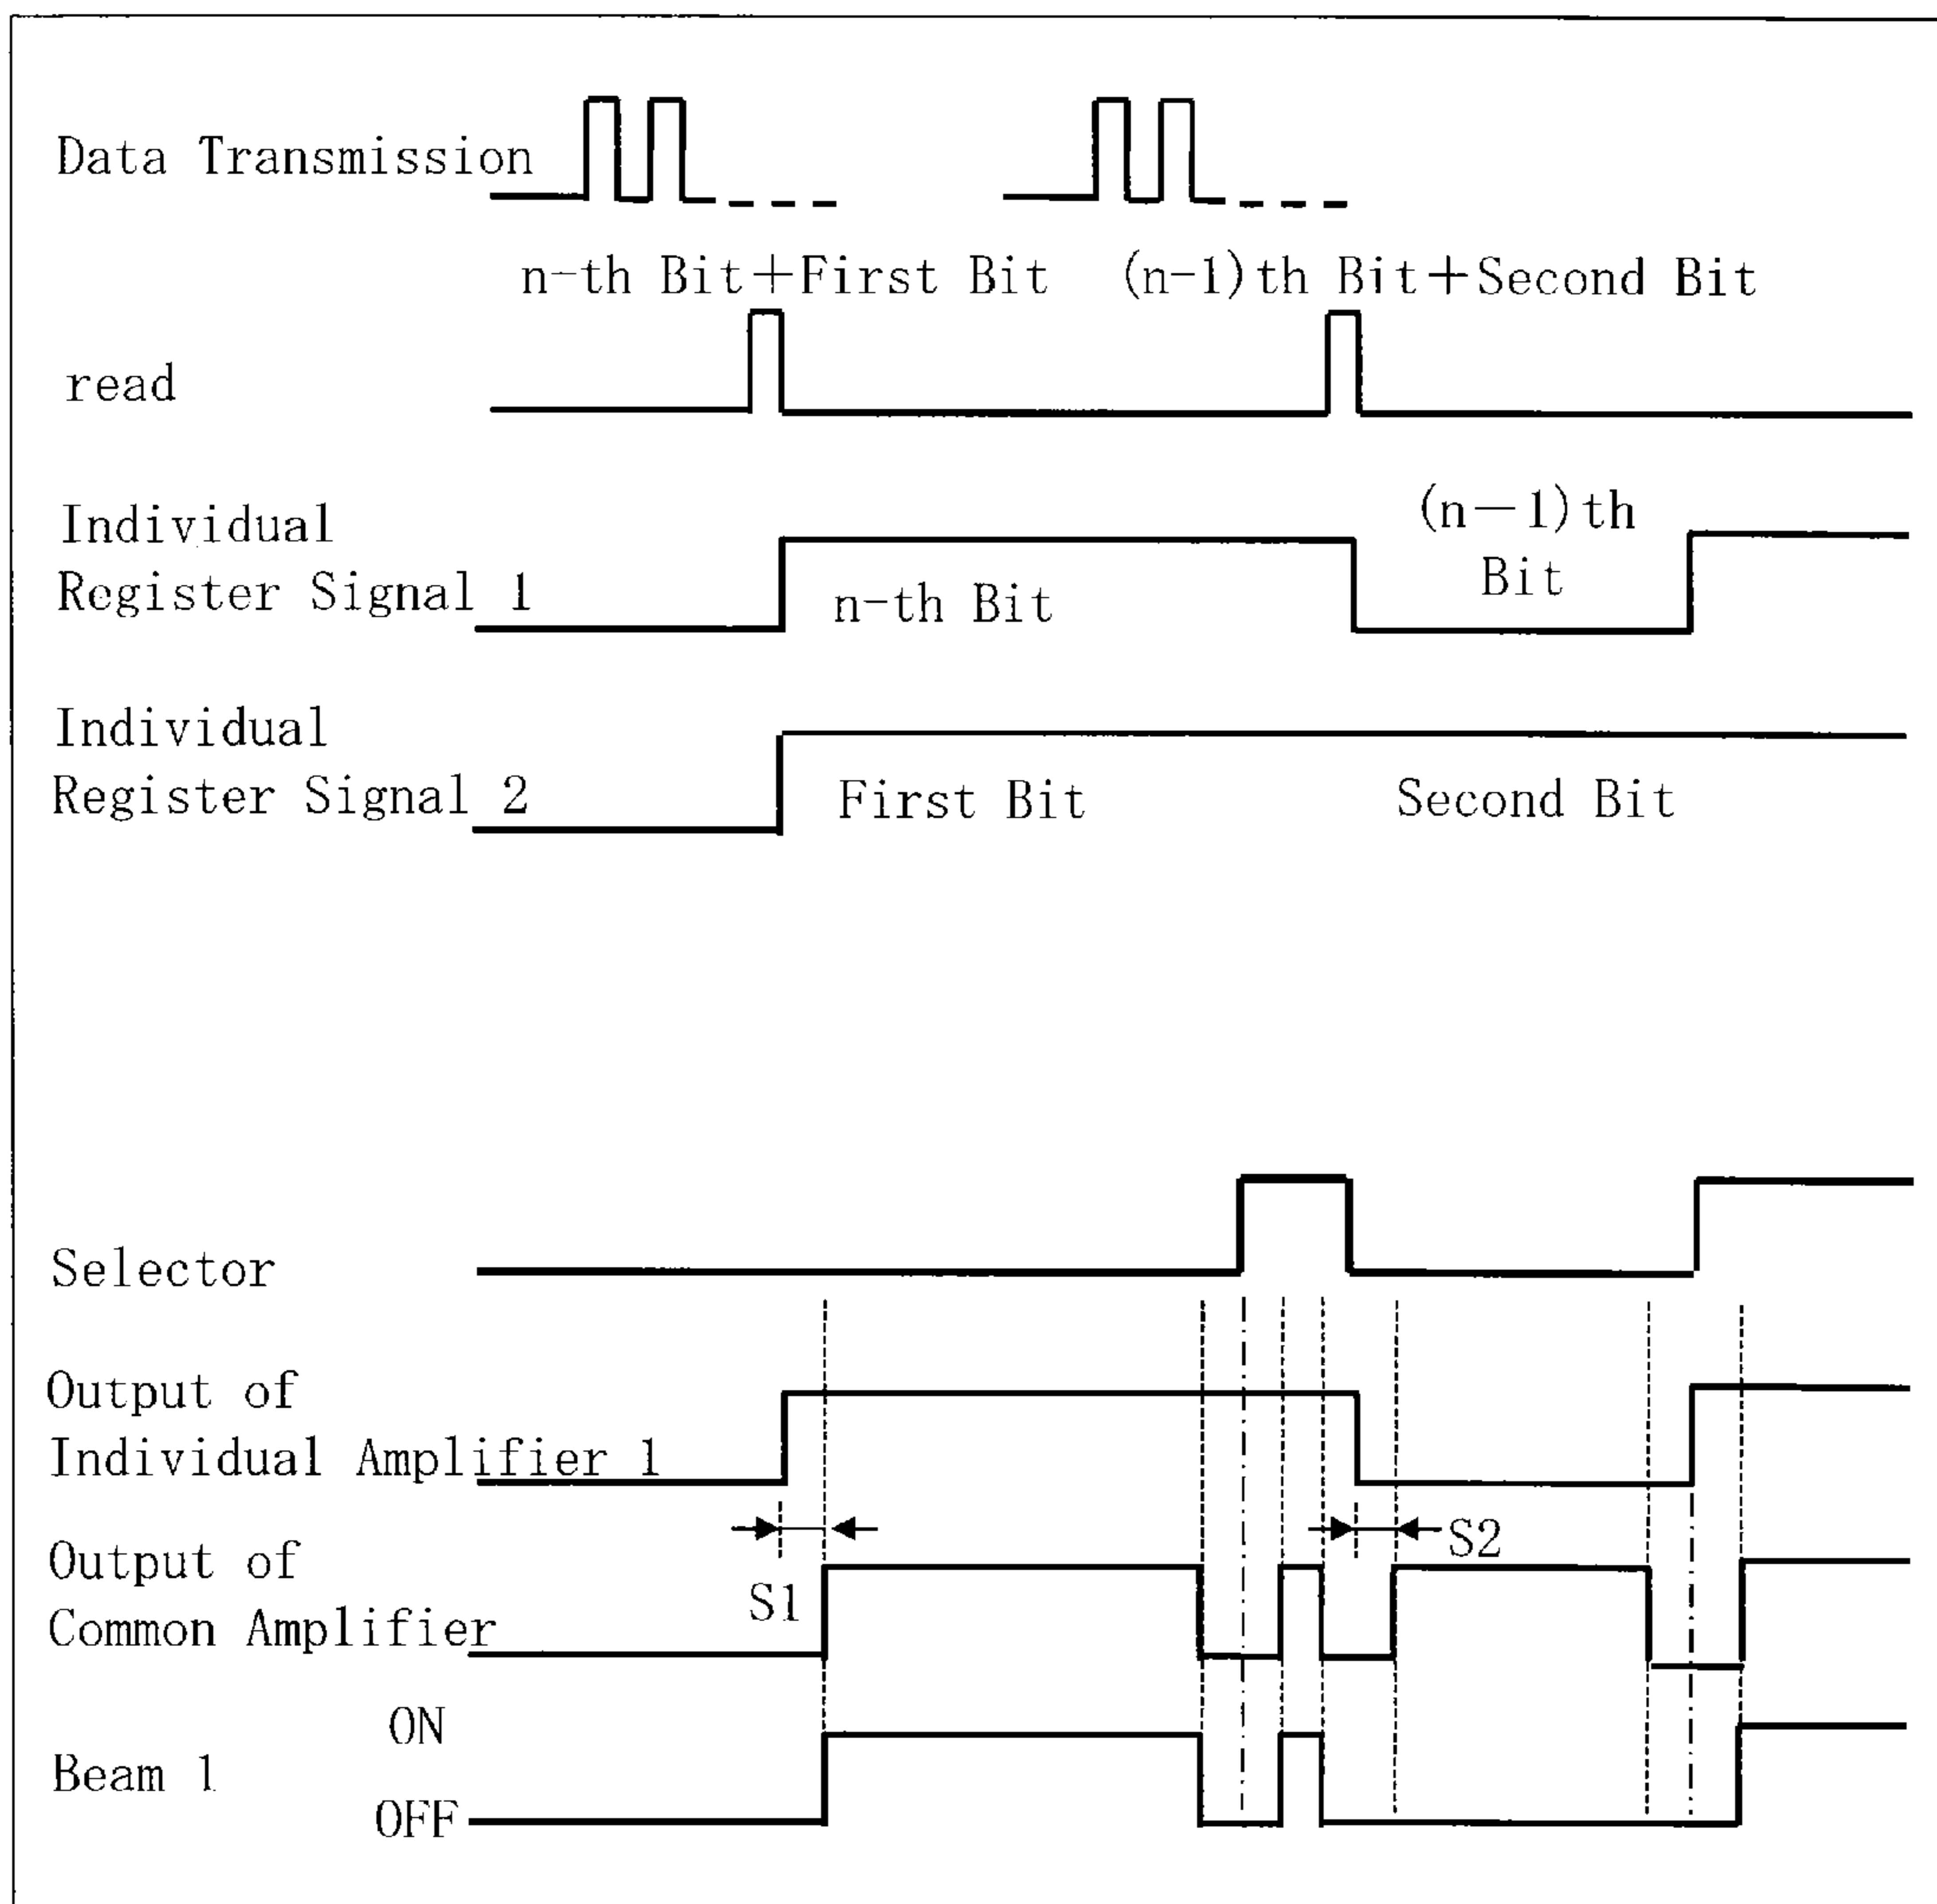 Data Transmission
n-th Bit+First Bit (n-1)th Bit+Second Bit
read
Individual
Register Signal 1
n-th Bit
(n-1)th
Bit
Individual
Register Signal 2
First Bit
Second Bit
Selector
Output of
Individual Amplifier 1
Output of
Common Amplifier
S1
S2
ON
Beam 1
OFF